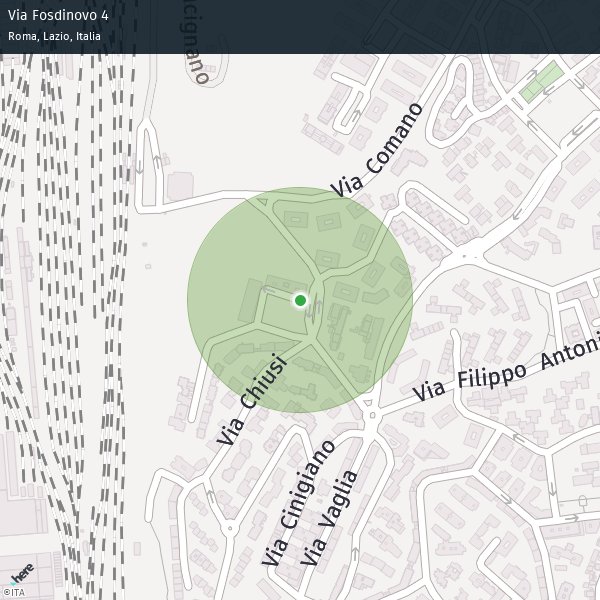 Via Fosdinovo 4
Roma, Lazio, Italia
cignano
Via Comano
Via Filippo Antoni
Via Chiusi
Via Cinigiano
Via Vaglia
here
©ITA